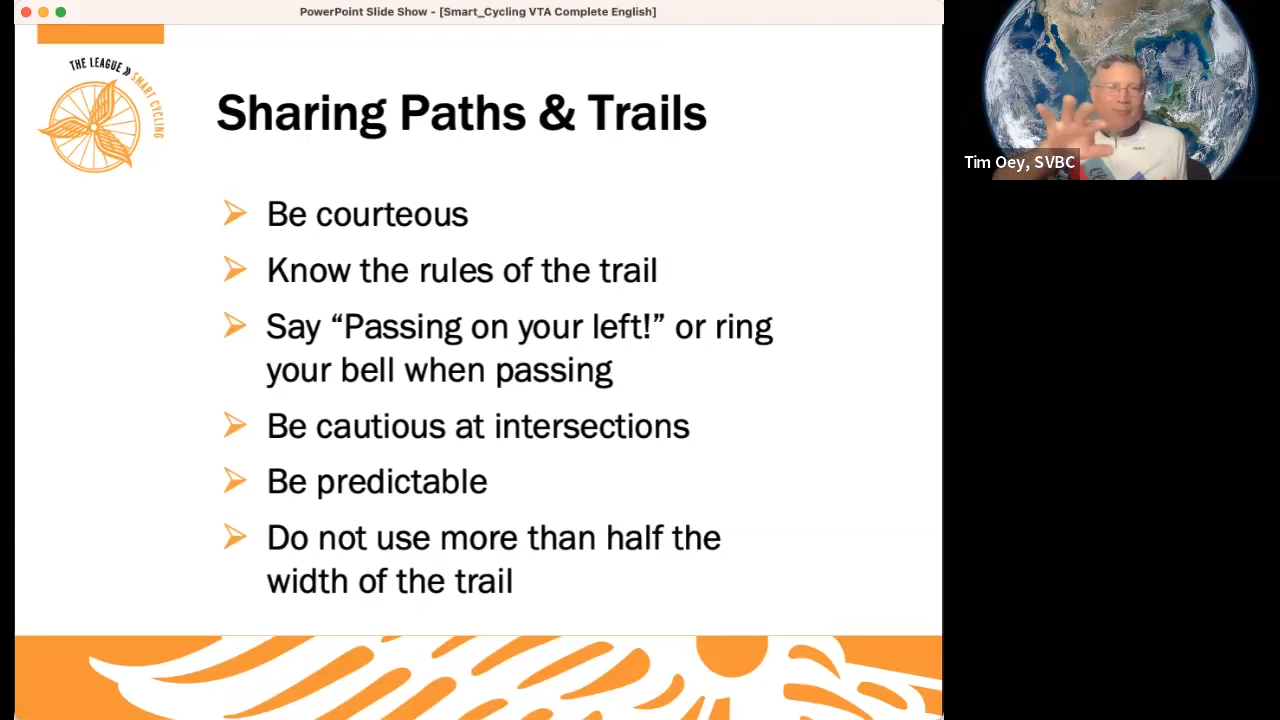 PowerPoint Slide Show - [Smart_Cycling VTA Complete English]
THE LEAGUE
SMART CYCLING
Sharing Paths & Trails
Be courteous
Know the rules of the trail
Say “Passing on your left!” or ring
your bell when passing
Be cautious at intersections
Be predictable
Do not use more than half the
width of the trail
Tim Oey, SVBC